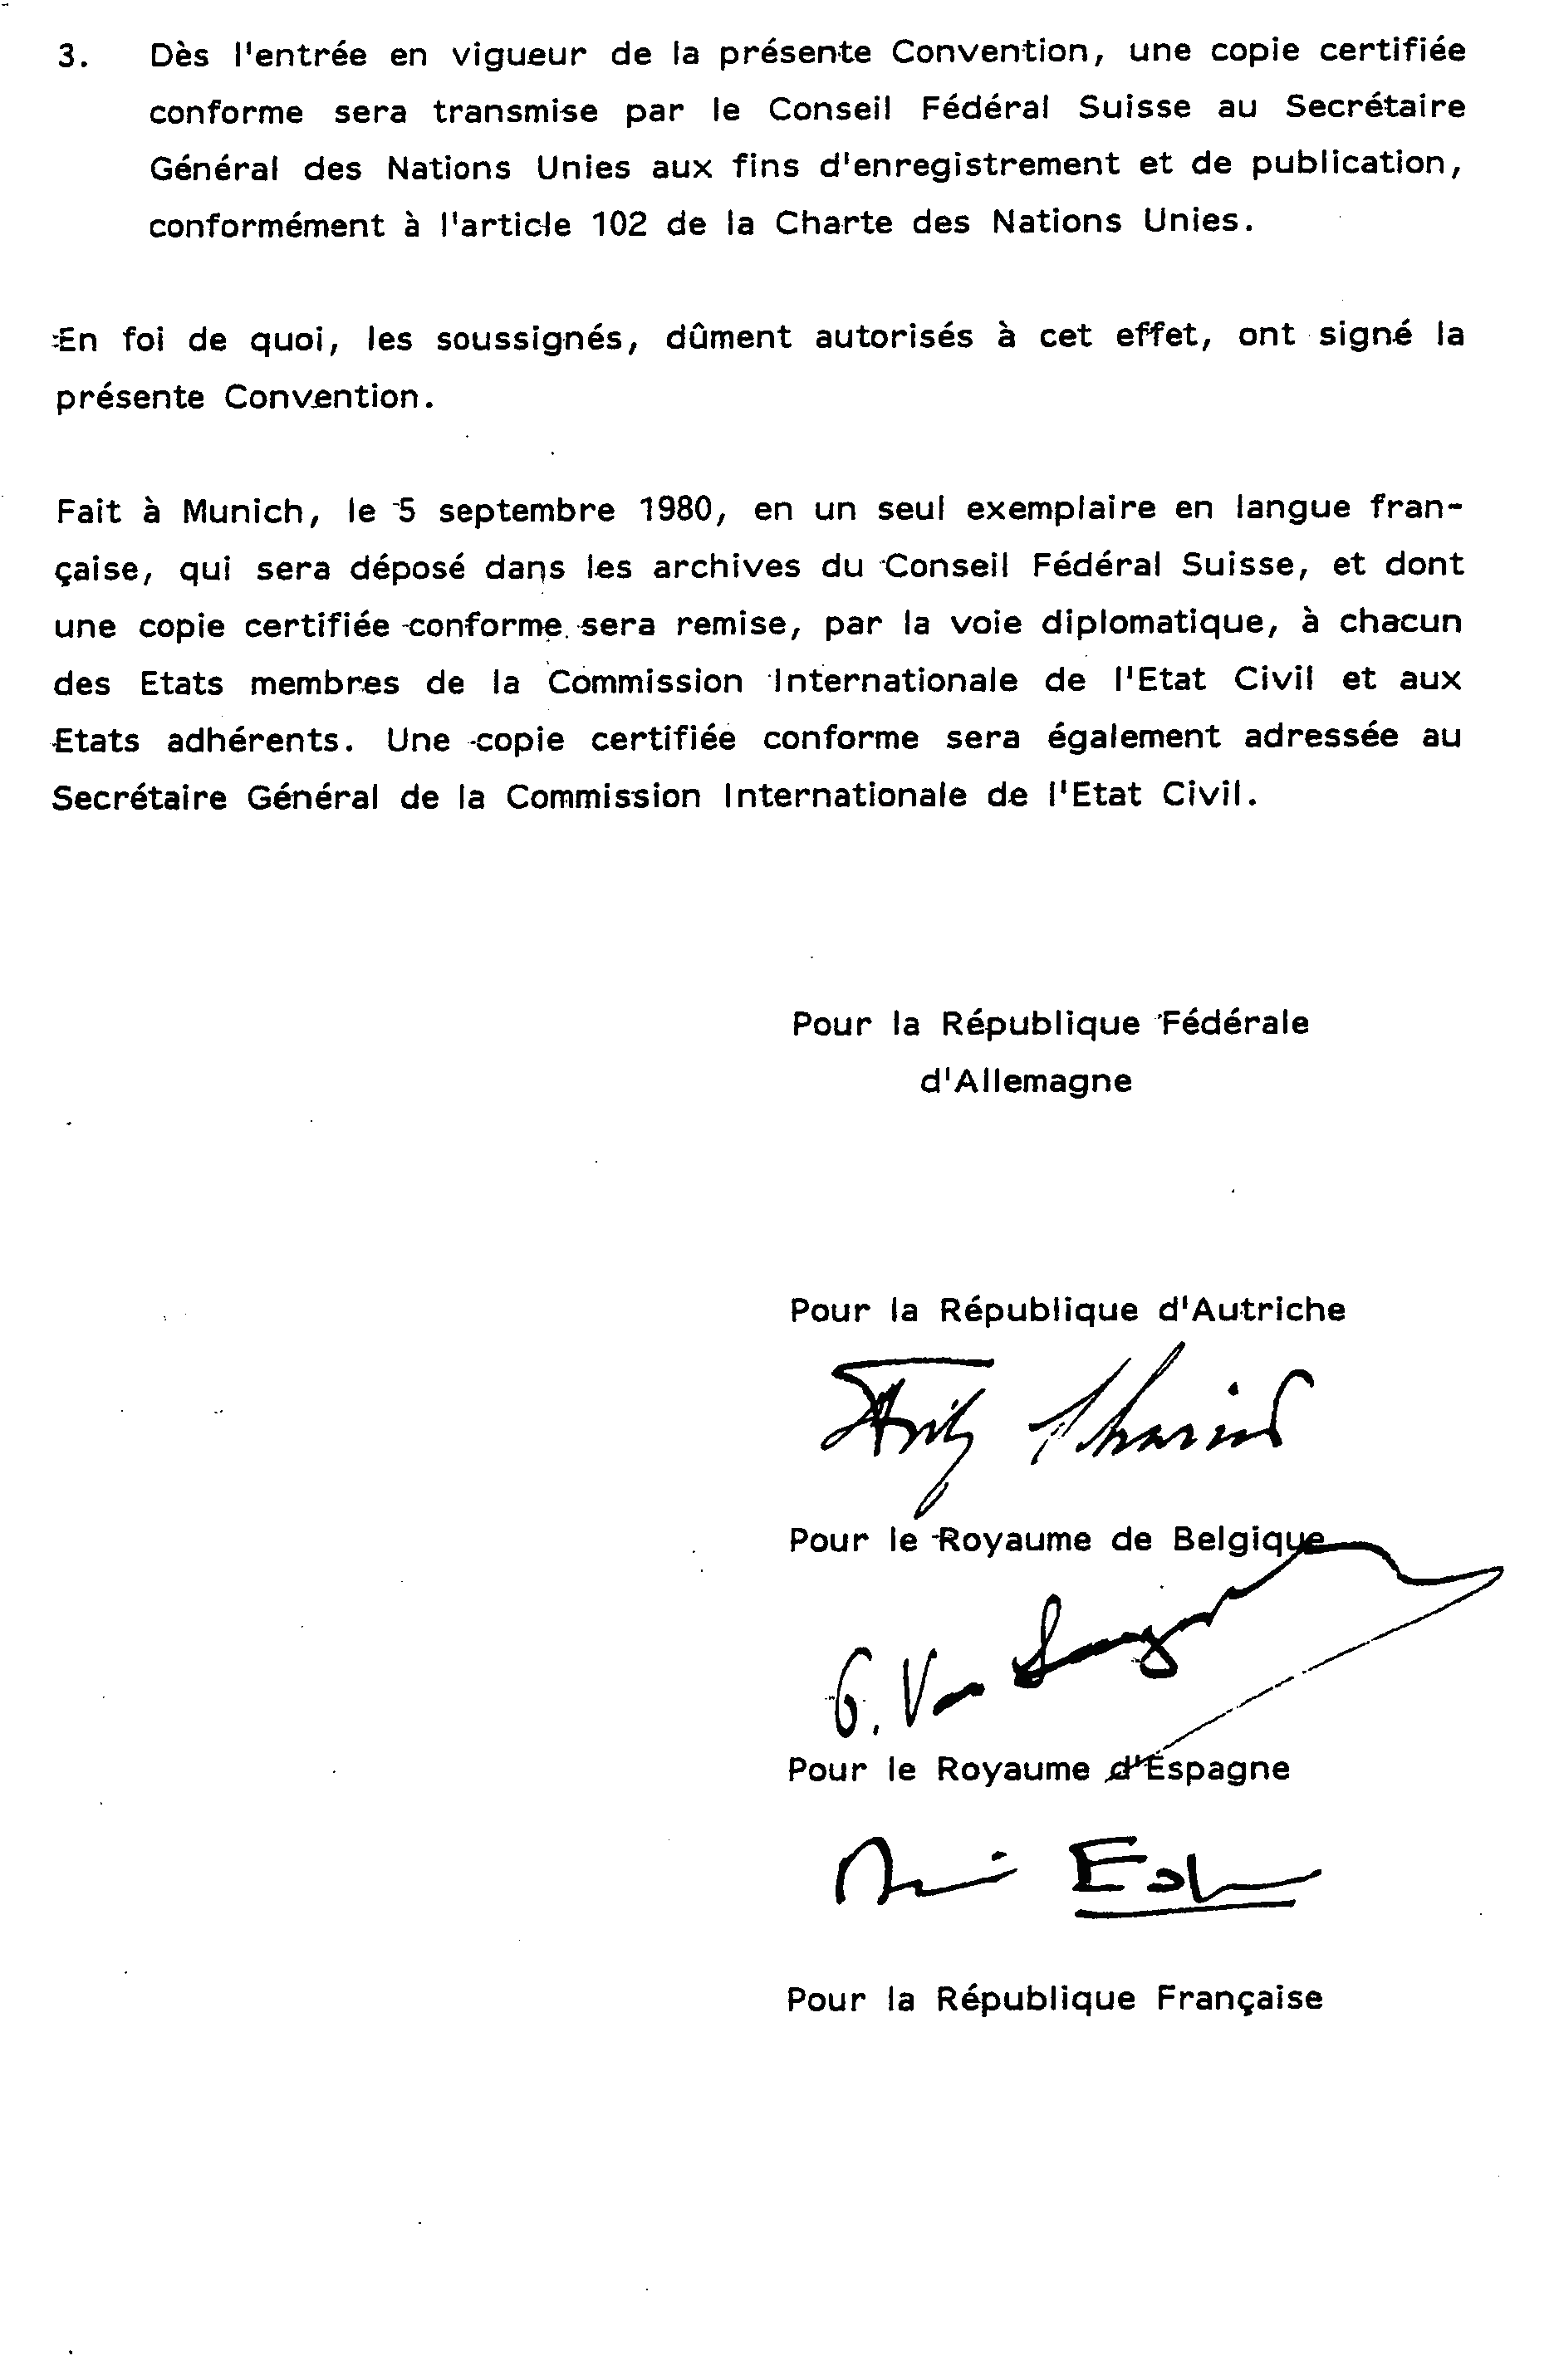 3. Dès l'entrée en vigueur de la présente Convention, une copie certifiée
conforme sera transmise par le Conseil Fédéral Suisse au Secrétaire
Général des Nations Unies aux fins d'enregistrement et de publication,
conformément à l'article 102 de la Charte des Nations Unies.
En foi de quoi, les soussignés, dûment autorisés à cet effet, ont signé la
présente Convention.
Fait à Munich, le 5 septembre 1980, en un seul exemplaire en langue fran-
çaise, qui sera déposé dans les archives du Conseil Fédéral Suisse, et dont
une copie certifiée conforme sera remise, par la voie diplomatique, à chacun
des Etats membres de la Commission Internationale de l'Etat Civil et aux
Etats adhérents. Une copie certifiée conforme sera également adressée au
Secrétaire Général de la Commission Internationale de l'Etat Civil.
Pour la République Fédérale
d'Allemagne
Pour la République d'Autriche
Pour le Royaume de Belgique
G. Van
Pour le Royaume d'Espagne
Pour la République Française